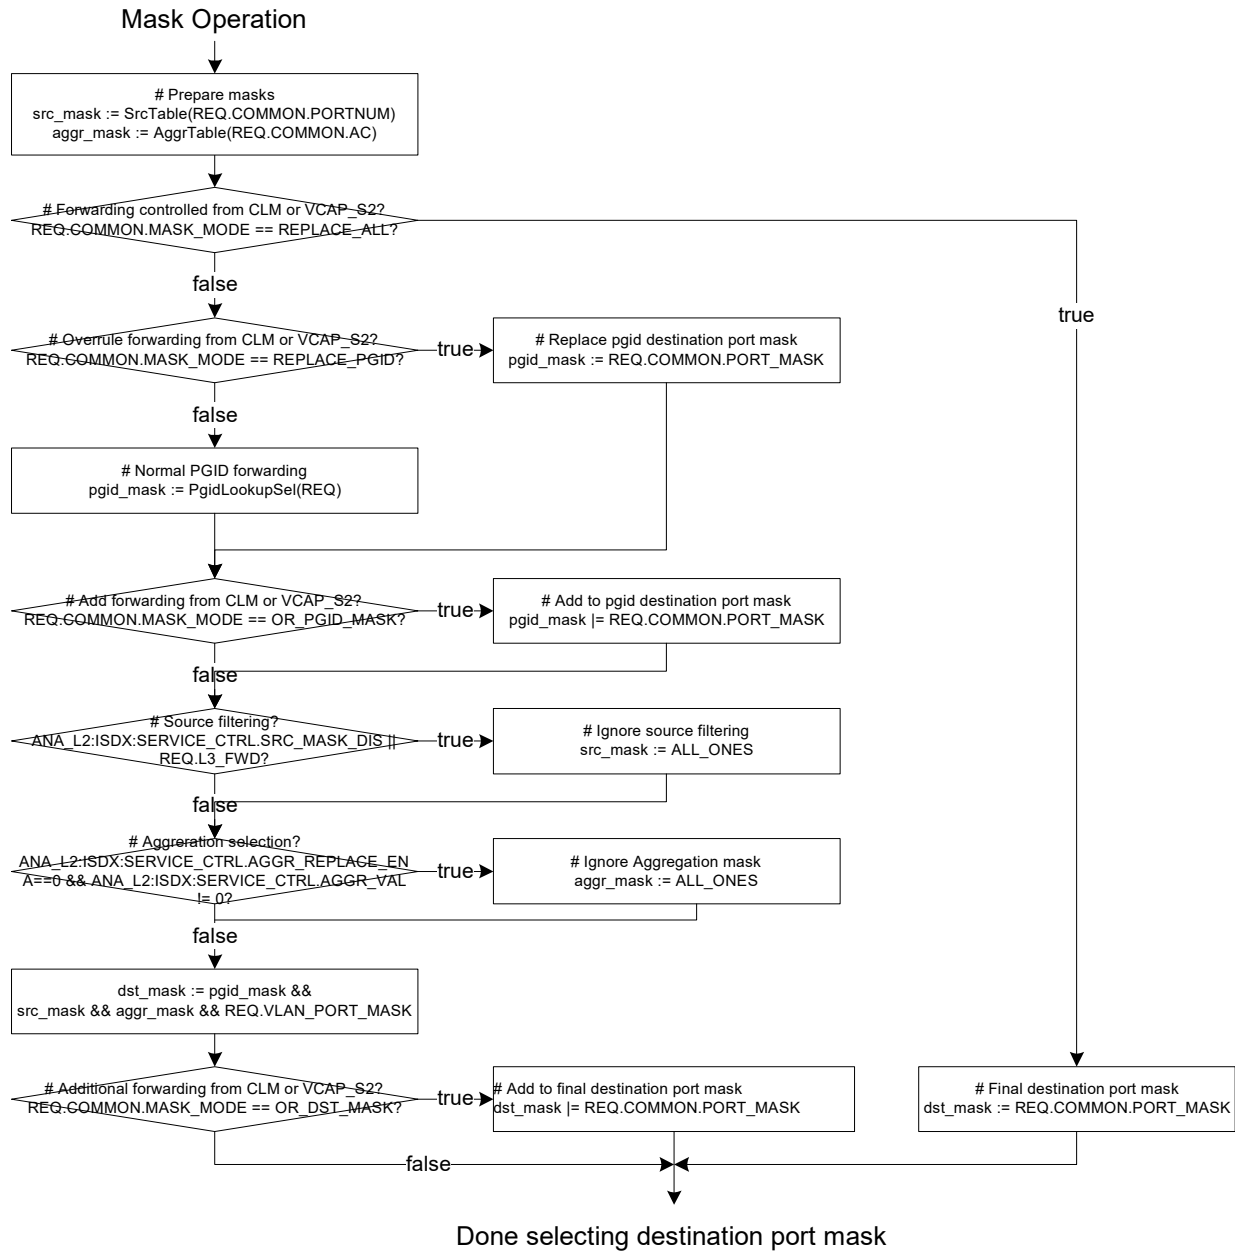 Mask Operation
# Prepare masks
src_mask := SrcTable(REQ.COMMON.PORTNUM)
aggr_mask := AggrTable(REQ.COMMON.AC)
# Forwarding controlled from CLM or VCAP_S2?
REQ.COMMON.MASK_MODE == REPLACE_ALL?
false
true
# Overrule forwarding from CLM or VCAP_S2?
REQ.COMMON.MASK_MODE == REPLACE_PGID?
true
# Replace pgid destination port mask
pgid_mask := REQ.COMMON.PORT_MASK
false
# Normal PGID forwarding
pgid_mask := PgidLookupSel(REQ)
# Add forwarding from CLM or VCAP_S2?
REQ.COMMON.MASK_MODE == OR_PGID_MASK?
true
# Add to pgid destination port mask
pgid_mask |= REQ.COMMON.PORT_MASK
false
# Source filtering?
ANA_L2:ISDX:SERVICE_CTRL.SRC_MASK_DIS ||
REQ.L3_FWD?
true
# Ignore source filtering
src_mask := ALL_ONES
false
# Aggreration selection?
ANA_L2:ISDX:SERVICE_CTRL.AGGR_REPLACE_EN
A==0 && ANA_L2:ISDX:SERVICE_CTRL.AGGR_VAL
!= 0?
true
# Ignore Aggregation mask
aggr_mask := ALL_ONES
false
dst_mask := pgid_mask &&
src_mask && aggr_mask && REQ.VLAN_PORT_MASK
# Additional forwarding from CLM or VCAP_S2?
REQ.COMMON.MASK_MODE == OR_DST_MASK?
true
# Add to final destination port mask
dst_mask |= REQ.COMMON.PORT_MASK
# Final destination port mask
dst_mask := REQ.COMMON.PORT_MASK
false
Done selecting destination port mask